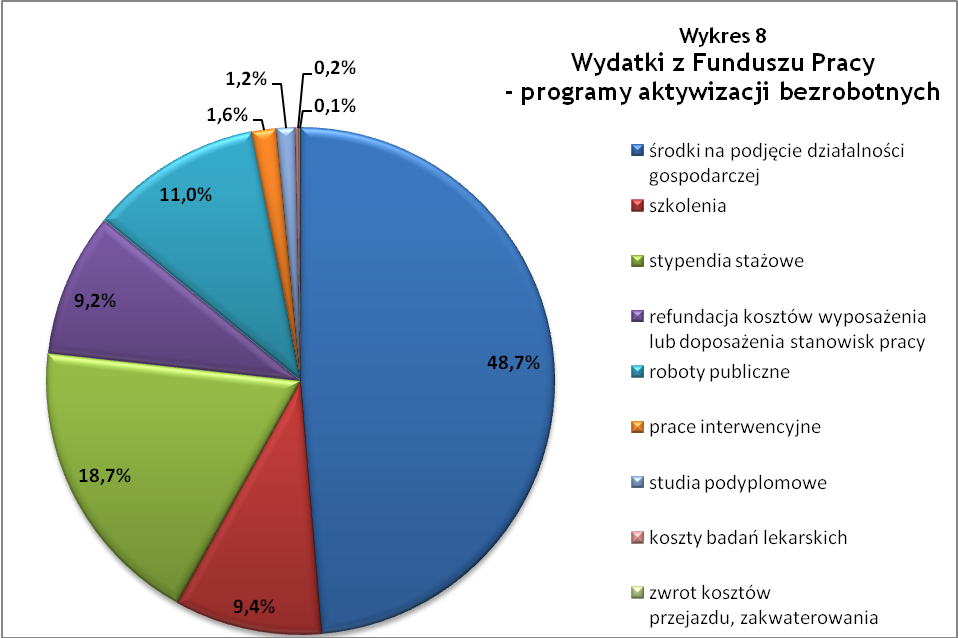 Wykres 8
Wydatki z Funduszu Pracy
- programy aktywizacji bezrobotnych
0,2%
1,2%
0,1%
1,6%
11,0%
9,2%
48,7%
18,7%
9,4%
środki na podjęcie działalności
gospodarczej
szkolenia
stypendia stażowe
refundacja kosztów wyposażenia
lub doposażenia stanowisk pracy
roboty publiczne
prace interwencyjne
studia podyplomowe
koszty badań lekarskich
zwrot kosztów
przejazdu, zakwaterowania